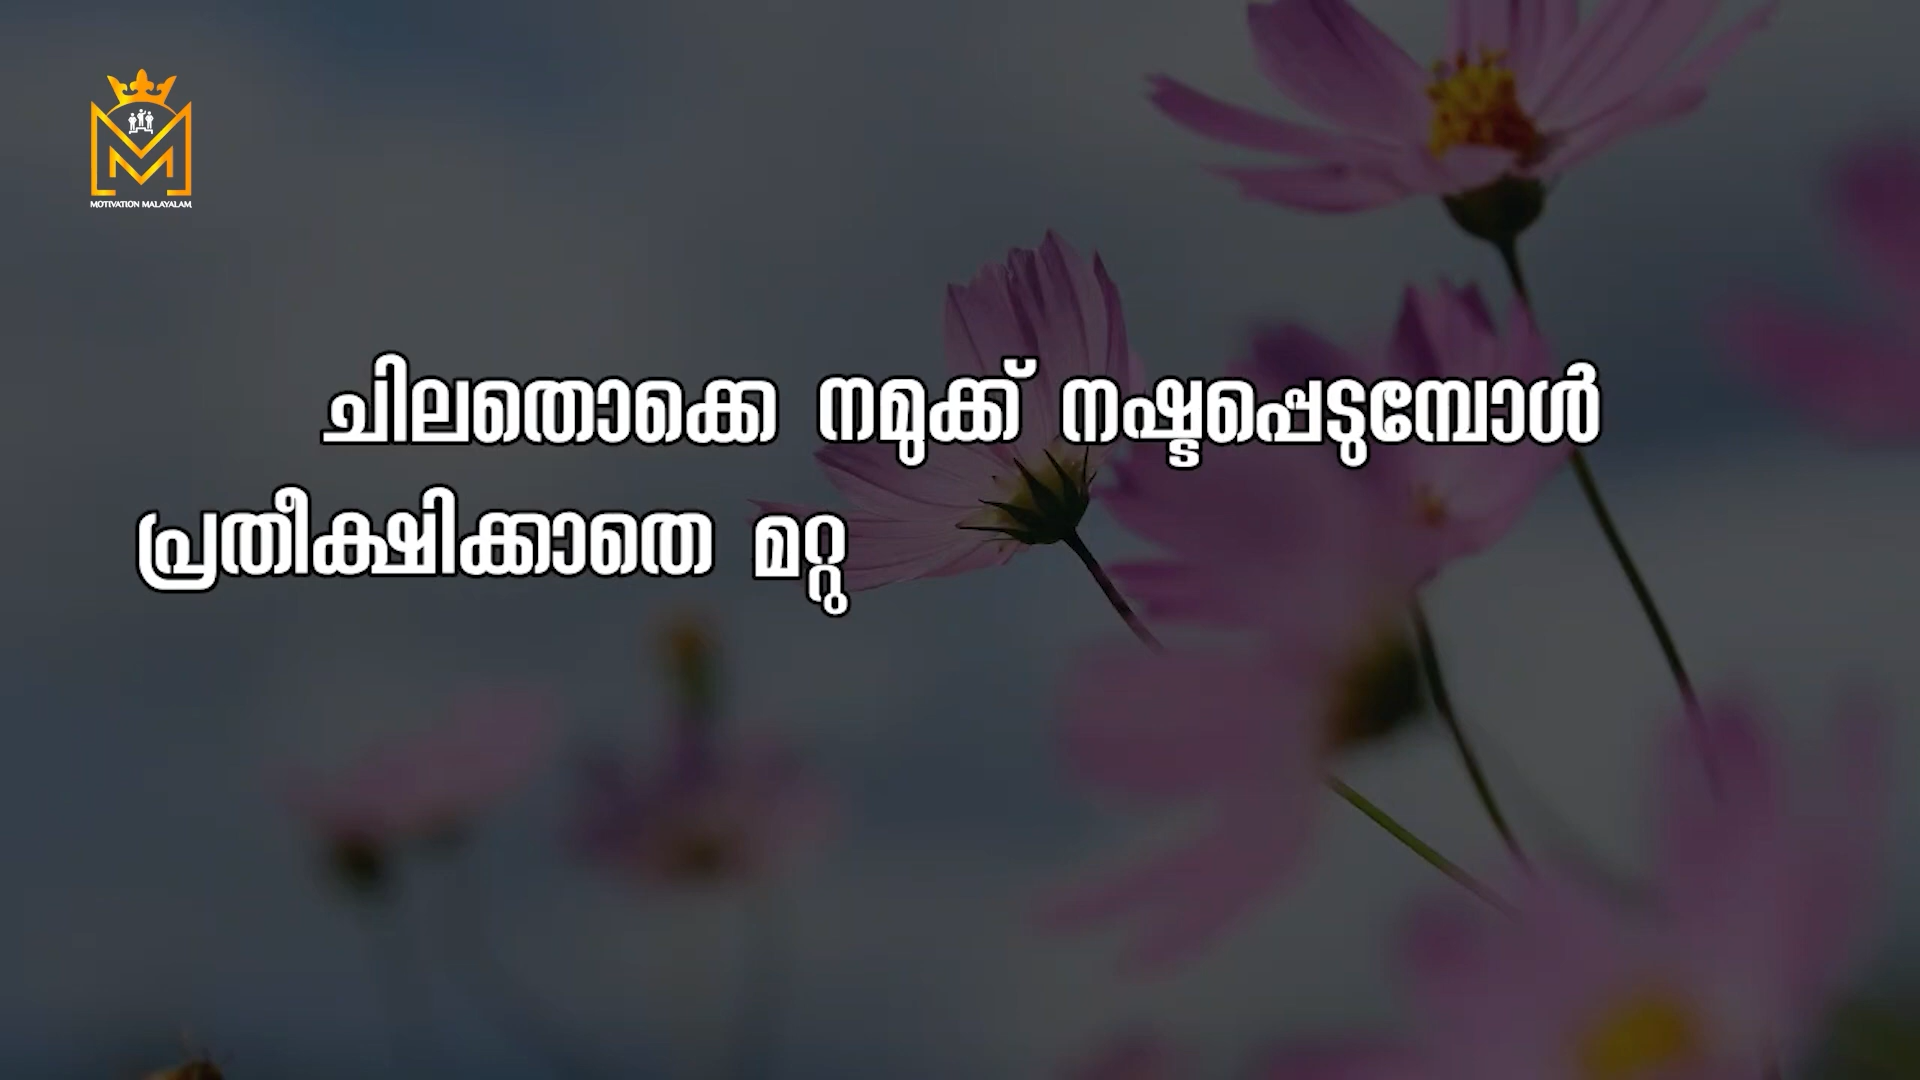 MOTIVATION MALAYALAM
ചിലതൊക്കെ നമുക്ക് നഷ്ടപ്പെടുമ്പോൾ
പ്രതീക്ഷിക്കാതെ മറ്റു